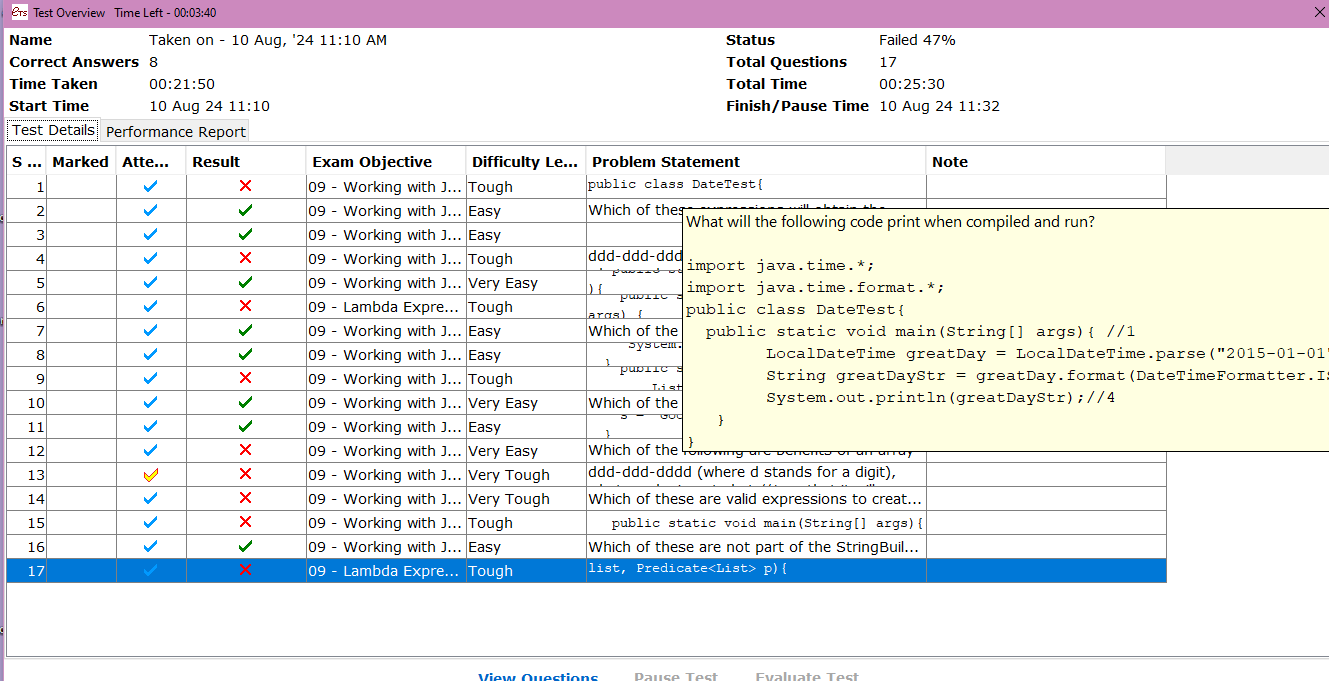 ETS Test Overview Time Left - 00:03:40
Name Taken on - 10 Aug, '24 11:10 AM Status Failed 47%
Correct Answers 8 Total Questions 17
Time Taken 00:21:50 Total Time 00:25:30
Start Time 10 Aug 24 11:10 Finish/Pause Time 10 Aug 24 11:32
Test Details Performance Report
S ... Marked Atte... Result Exam Objective Difficulty Le... Problem Statement Note
1 09 - Working with J... Tough public class DateTest{
2 09 - Working with J... Easy Which of these expressions will obtain the
3 09 - Working with J... Easy
4 09 - Working with J... Tough ddd-ddd-ddd
5 09 - Working with J... Very Easy ){
6 09 - Lambda Expre... Tough args) {
7 09 - Working with J... Easy Which of the
8 09 - Working with J... Easy }
9 09 - Working with J... Tough List
10 09 - Working with J... Very Easy Which of the
11 09 - Working with J... Easy }
12 09 - Working with J... Very Easy Which of the following are benefits of an array
13 09 - Working with J... Very Tough ddd-ddd-dddd (where d stands for a digit),
14 09 - Working with J... Very Tough Which of these are valid expressions to creat...
15 09 - Working with J... Tough public static void main(String[] args){
16 09 - Working with J... Easy Which of these are not part of the StringBuil...
17 09 - Lambda Expre... Tough list, Predicate<List> p){
What will the following code print when compiled and run?
import java.time.*;
import java.time.format.*;
public class DateTest{
public static void main(String[] args){ //1
LocalDateTime greatDay = LocalDateTime.parse("2015-01-01"
String greatDayStr = greatDay.format(DateTimeFormatter.IS
System.out.println(greatDayStr);//4
}
}
View Questions Pause Test Evaluate Test